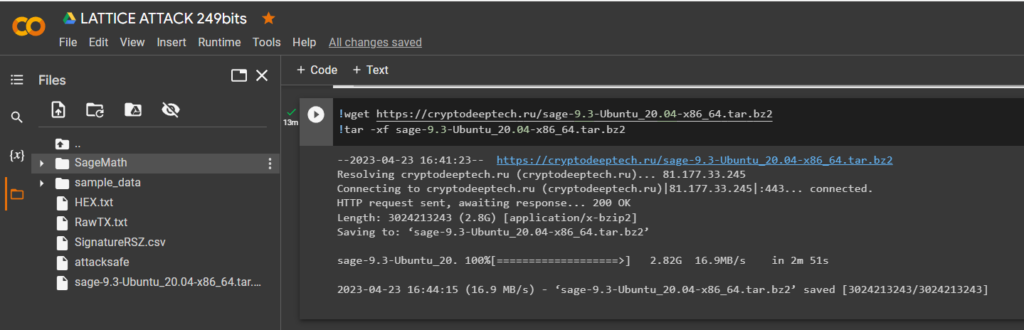 LATTICE ATTACK 249bits
File Edit View Insert Runtime Tools Help All changes saved
Files
+ Code + Text
{x}
..
SageMath
sample_data
HEX.txt
RawTX.txt
SignatureRSZ.csv
attacksafe
sage-9.3-Ubuntu_20.04-x86_64.tar....
13m
!wget https://cryptodeeptech.ru/sage-9.3-Ubuntu_20.04-x86_64.tar.bz2
!tar -xf sage-9.3-Ubuntu_20.04-x86_64.tar.bz2
--2023-04-23 16:41:23-- https://cryptodeeptech.ru/sage-9.3-Ubuntu_20.04-x86_64.tar.bz2
Resolving cryptodeeptech.ru (cryptodeeptech.ru)... 81.177.33.245
Connecting to cryptodeeptech.ru (cryptodeeptech.ru)|81.177.33.245|:443... connected.
HTTP request sent, awaiting response... 200 OK
Length: 3024213243 (2.8G) [application/x-bzip2]
Saving to: ‘sage-9.3-Ubuntu_20.04-x86_64.tar.bz2’
sage-9.3-Ubuntu_20. 100%[===================>] 2.82G 16.9MB/s in 2m 51s
2023-04-23 16:44:15 (16.9 MB/s) - ‘sage-9.3-Ubuntu_20.04-x86_64.tar.bz2’ saved [3024213243/3024213243]